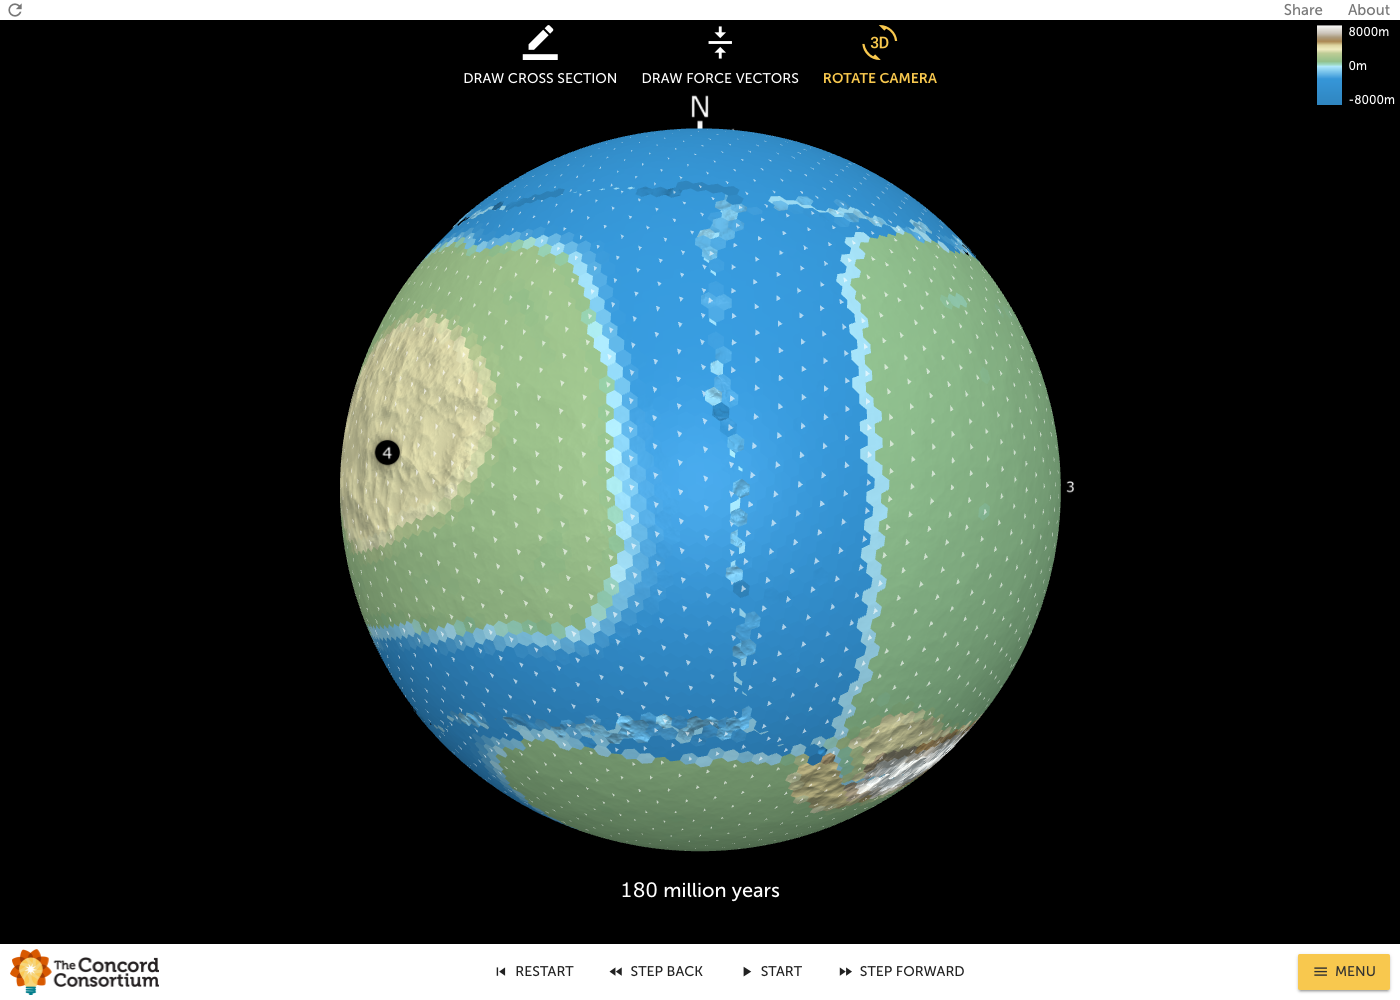 Share About
8000m
0m
-8000m
DRAW CROSS SECTION DRAW FORCE VECTORS 3D ROTATE CAMERA
N
4
3
180 million years
The Concord Consortium
RESTART STEP BACK START STEP FORWARD MENU